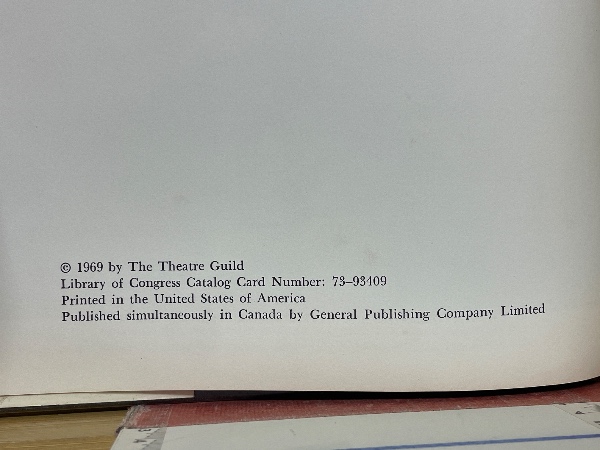 © 1969 by The Theatre Guild
Library of Congress Catalog Card Number: 73–93409
Printed in the United States of America
Published simultaneously in Canada by General Publishing Company Limited